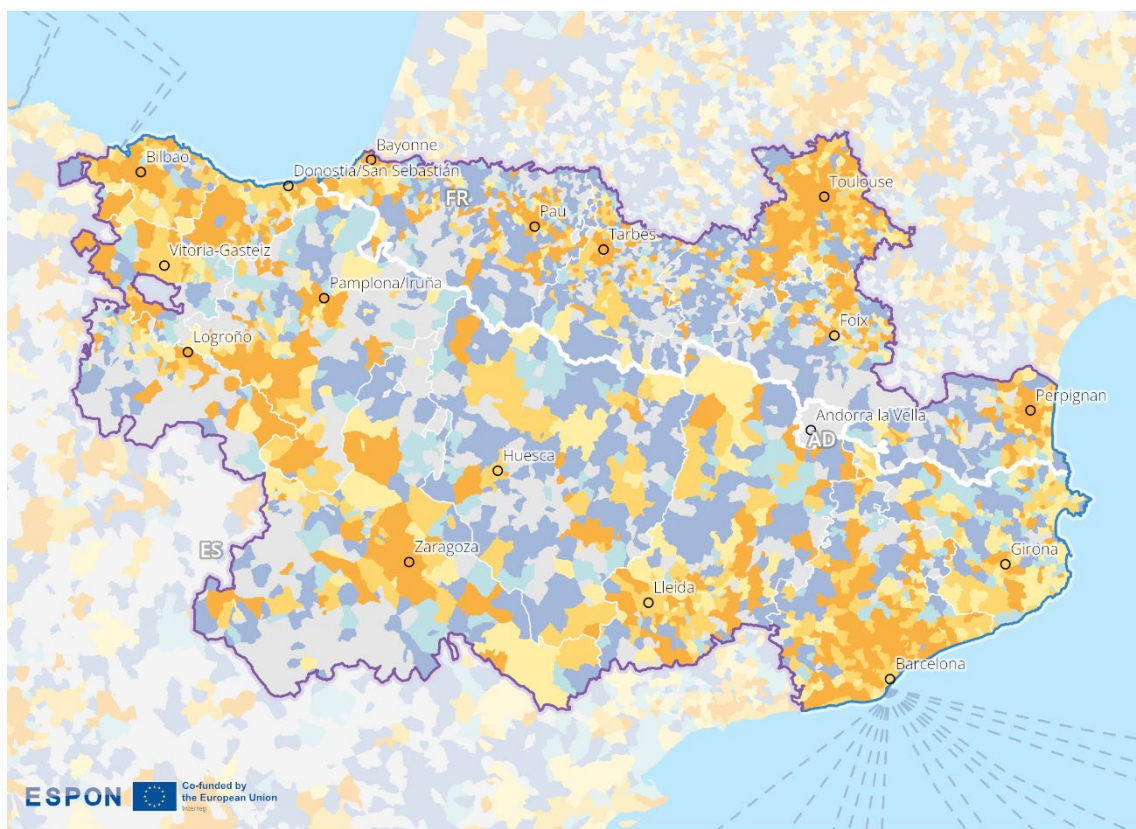 Bilbao
Bayonne
Donostia/San Sebastián
FR
Toulouse
Pau
Tarbes
Vitoria-Gasteiz
Pamplona/Iruña
Logroño
Foix
Perpignan
Andorra la Vella
AD
Huesca
ES
Zaragoza
Girona
Lleida
Barcelona
ESPON
Co-funded by
the European Union
Interreg